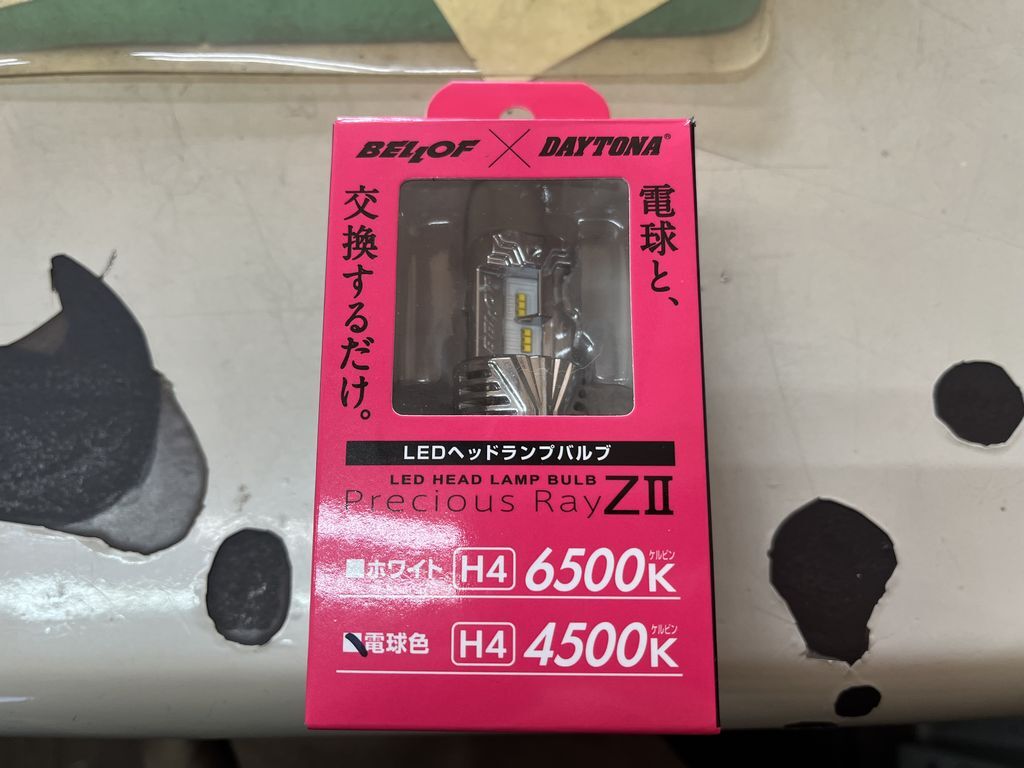 BELLOF × DAYTONA®
電球と、
交換するだけ。
LEDヘッドランプバルブ
LED HEAD LAMP BULB
Precious Ray ZⅡ
ホワイト H4 6500K ケルビン
電球色 H4 4500K ケルビン